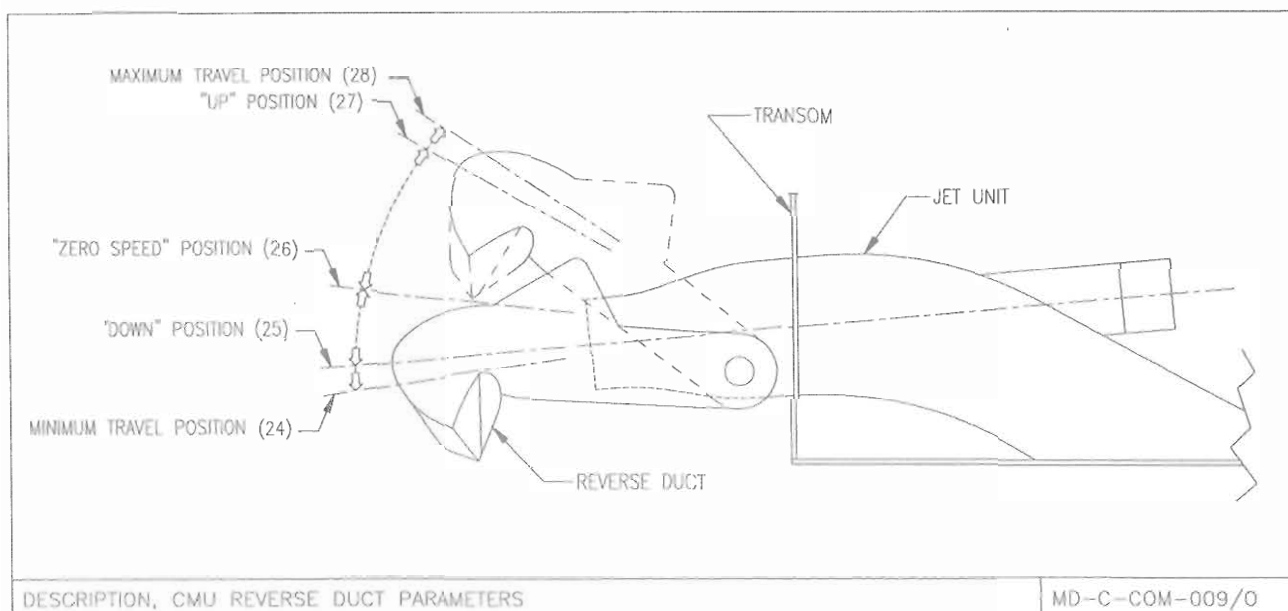 MAXIMUM TRAVEL POSITION (28)
"UP" POSITION (27)
TRANSOM
JET UNIT
"ZERO SPEED" POSITION (26)
"DOWN" POSITION (25)
MINIMUM TRAVEL POSITION (24)
REVERSE DUCT
DESCRIPTION, CMU REVERSE DUCT PARAMETERS
MD-C-COM-009/0